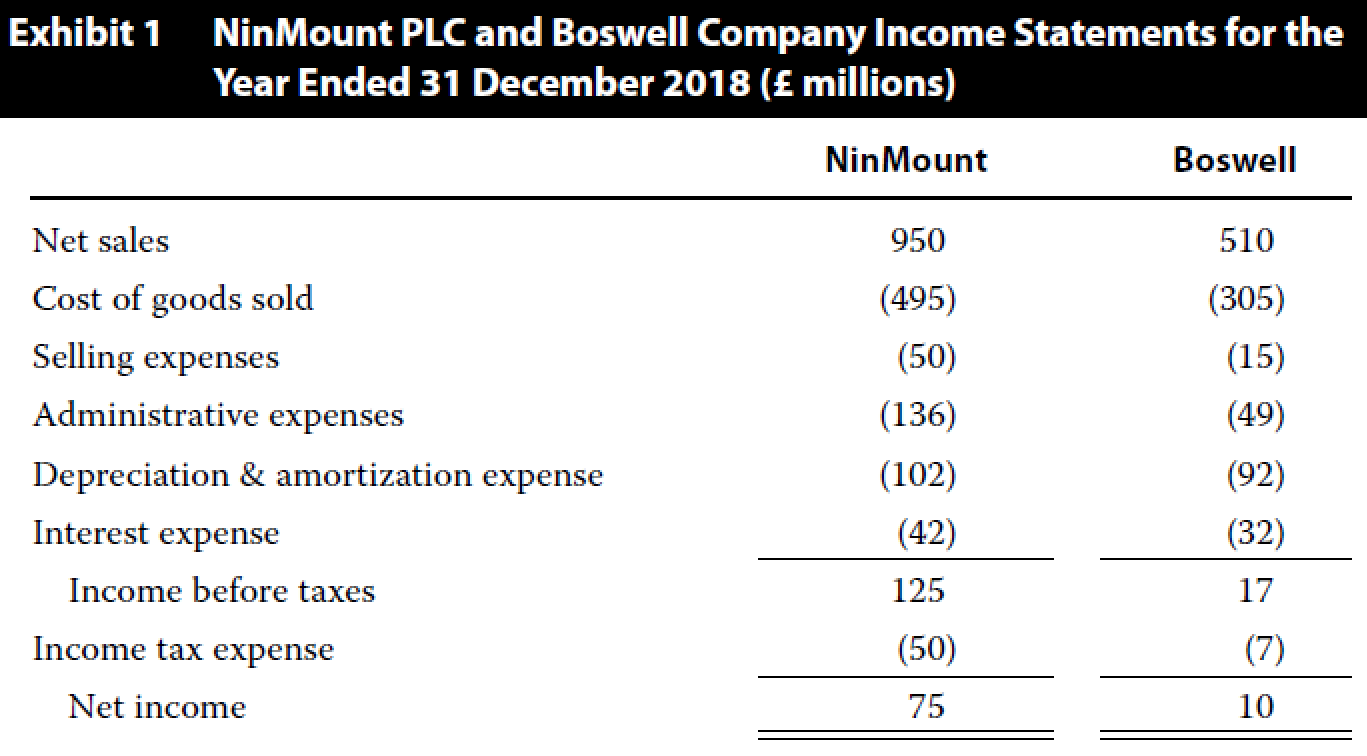 Exhibit 1 NinMount PLC and Boswell Company Income Statements for the
Year Ended 31 December 2018 (£ millions)
NinMount Boswell
Net sales 950 510
Cost of goods sold (495) (305)
Selling expenses (50) (15)
Administrative expenses (136) (49)
Depreciation & amortization expense (102) (92)
Interest expense (42) (32)
Income before taxes 125 17
Income tax expense (50) (7)
Net income 75 10